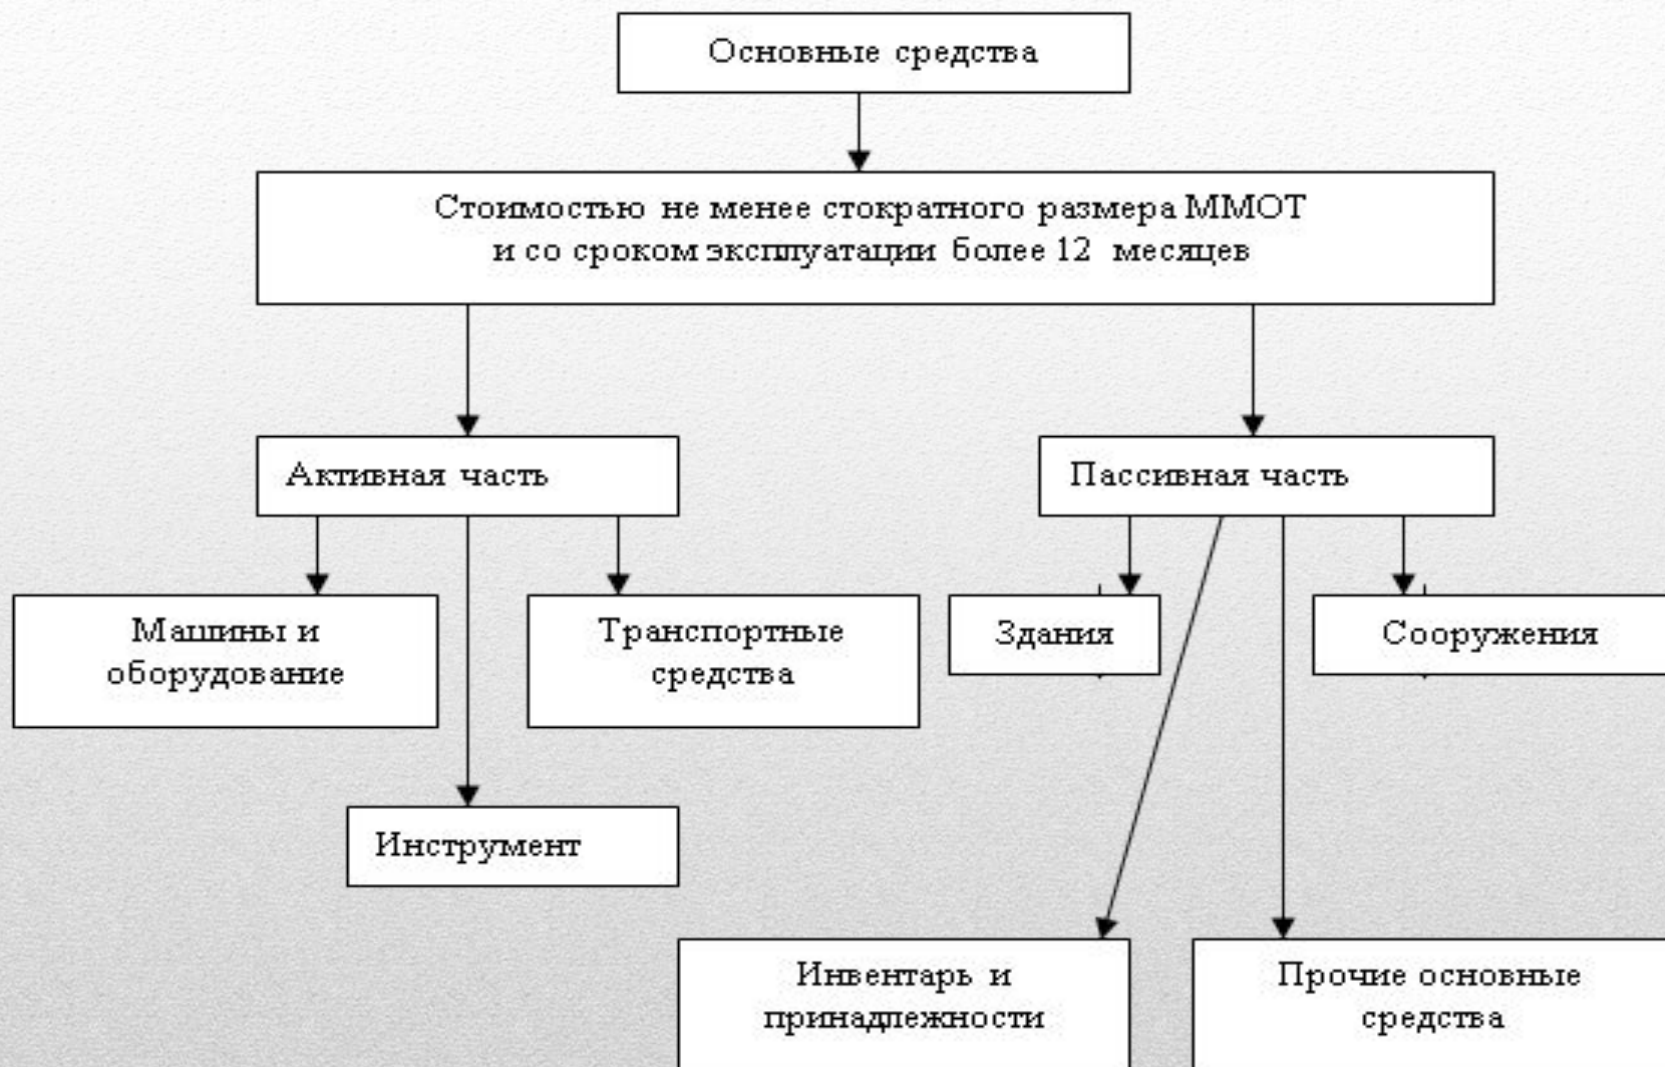 Основные средства
Стоимостью не менее стократного размера ММОТ
и со сроком эксплуатации более 12 месяцев
Активная часть
Пассивная часть
Машины и
оборудование
Транспортные
средства
Здания
Сооружения
Инструмент
Инвентарь и
принадлежности
Прочие основные
средства